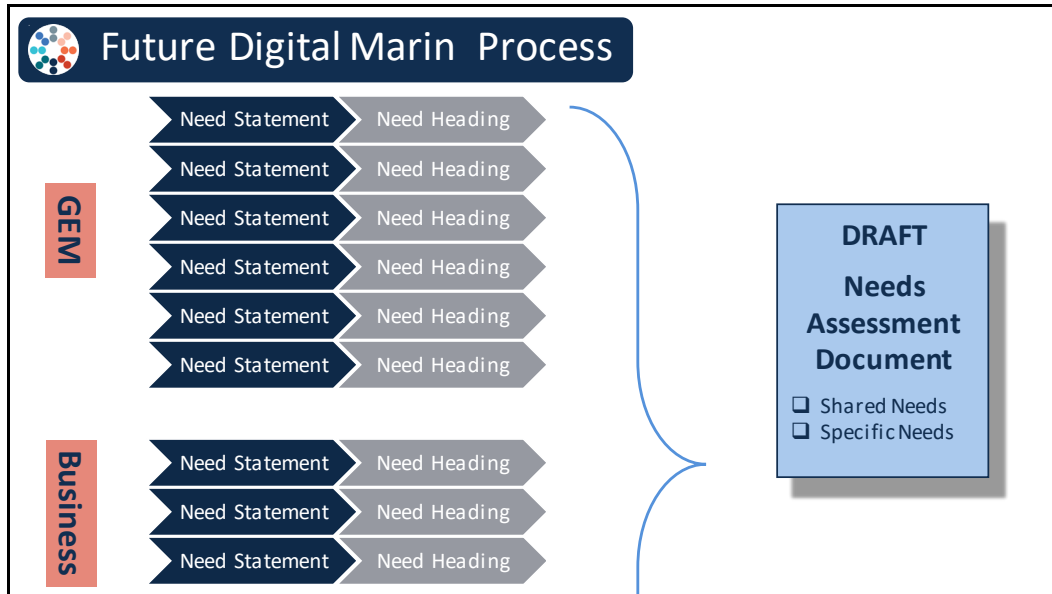 Future Digital Marin Process
GEM
Need Statement Need Heading
Need Statement Need Heading
Need Statement Need Heading
Need Statement Need Heading
Need Statement Need Heading
Need Statement Need Heading
Business
Need Statement Need Heading
Need Statement Need Heading
Need Statement Need Heading
DRAFT
Needs
Assessment
Document
Shared Needs
Specific Needs